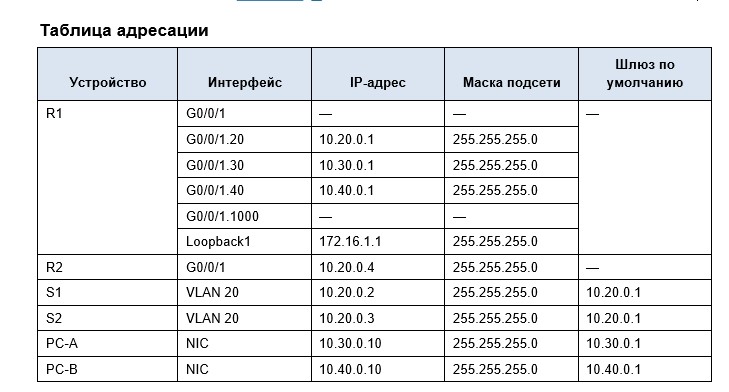 Таблица адресации
Устройство Интерфейс IP-адрес Маска подсети Шлюз по умолчанию
R1 G0/0/1 — — —
G0/0/1.20 10.20.0.1 255.255.255.0
G0/0/1.30 10.30.0.1 255.255.255.0
G0/0/1.40 10.40.0.1 255.255.255.0
G0/0/1.1000 — —
Loopback1 172.16.1.1 255.255.255.0
R2 G0/0/1 10.20.0.4 255.255.255.0 —
S1 VLAN 20 10.20.0.2 255.255.255.0 10.20.0.1
S2 VLAN 20 10.20.0.3 255.255.255.0 10.20.0.1
PC-A NIC 10.30.0.10 255.255.255.0 10.30.0.1
PC-B NIC 10.40.0.10 255.255.255.0 10.40.0.1